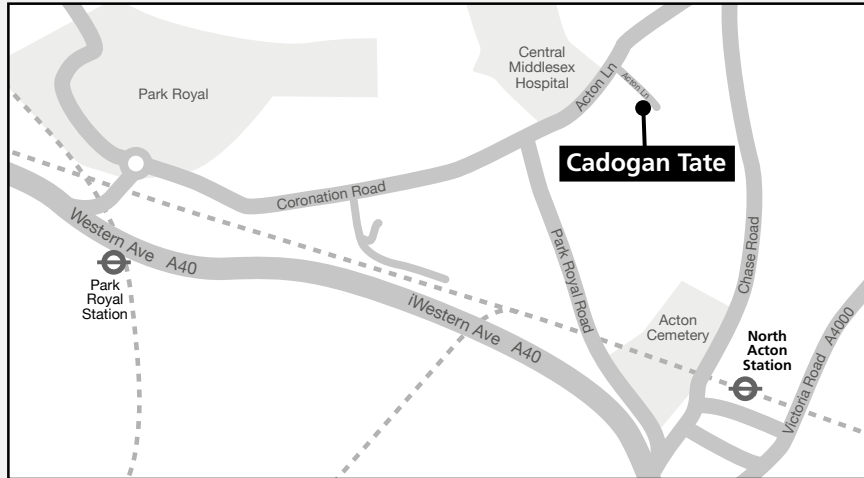 Central
Middlesex
Hospital
Park Royal
Acton Ln
Acton Ln
Cadogan Tate
Coronation Road
Western Ave A40
Park
Royal
Station
iWestern Ave A40
Park Royal Road
Chase Road
Acton
Cemetery
North
Acton
Station
Victoria Road A4000